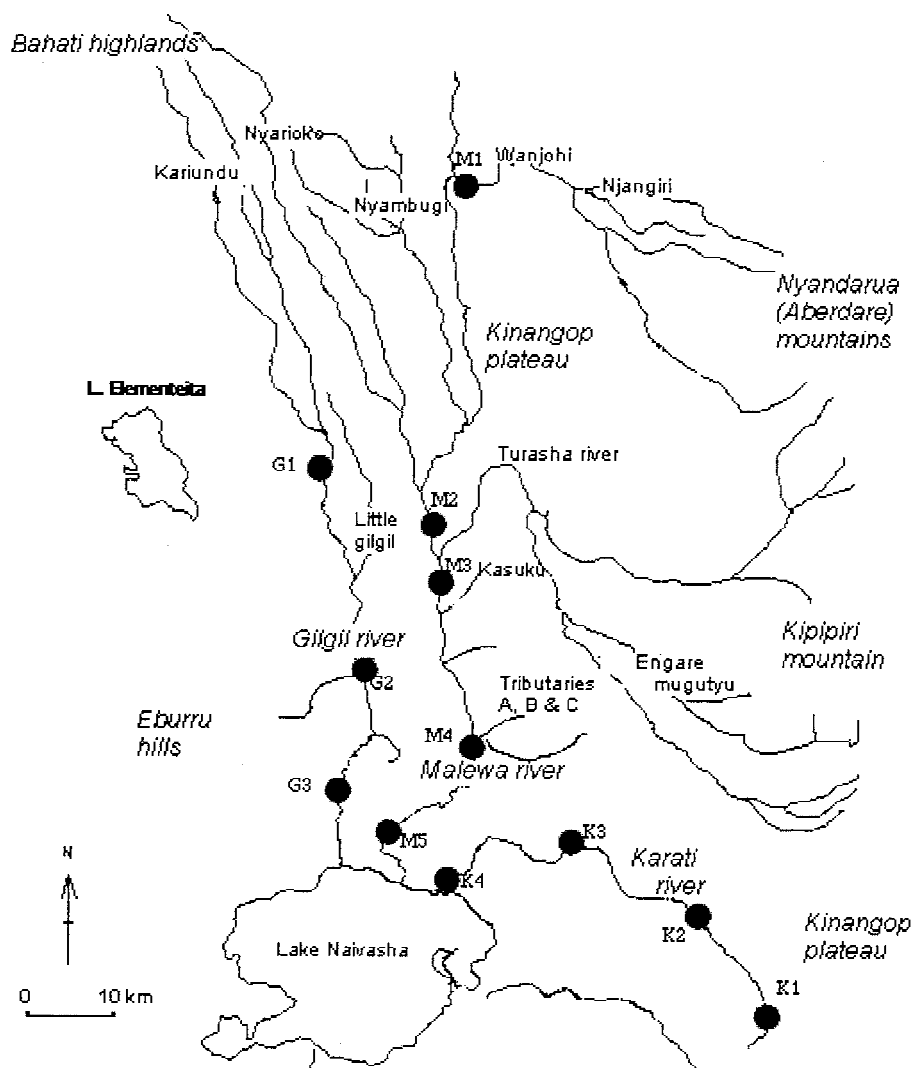 Bahati highlands
Nyarioko
Kariundu
M1
Wanjohi
Njangiri
Nyambugi
Nyandarua
(Aberdare)
mountains
Kinangop
plateau
L. Elementeita
Turasha river
G1
M2
Little
gilgil
M3
Kasuku
Gilgil river
Kipipiri
mountain
G2
Engare
mugutyu
Tributaries
A, B & C
Eburru
hills
M4
Malewa river
G3
M5
K3
Karati
river
N
K4
K2
Kinangop
plateau
Lake Naivasha
K1
0 10 km